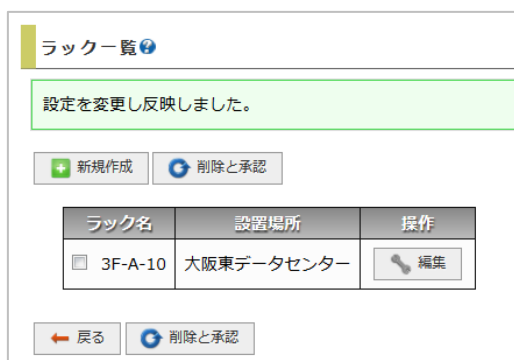 ラック一覧
設定を変更し反映しました。
新規作成 削除と承認
ラック名 設置場所 操作
3F-A-10 大阪東データセンター 編集
戻る 削除と承認